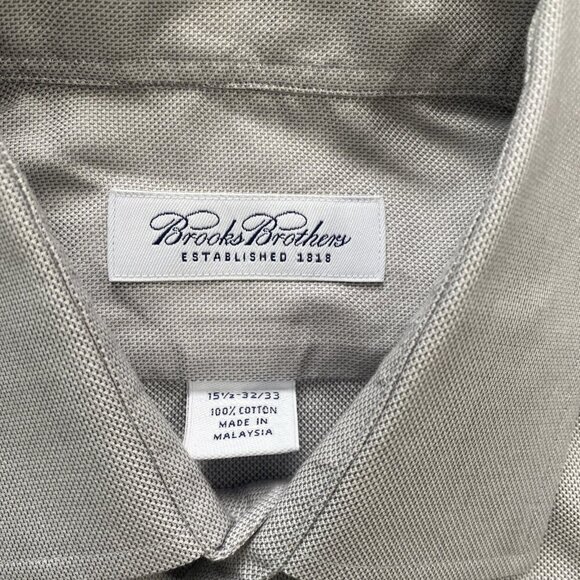 Brooks Brothers
ESTABLISHED 1818
15½-32/33
100% COTTON
MADE IN
MALAYSIA